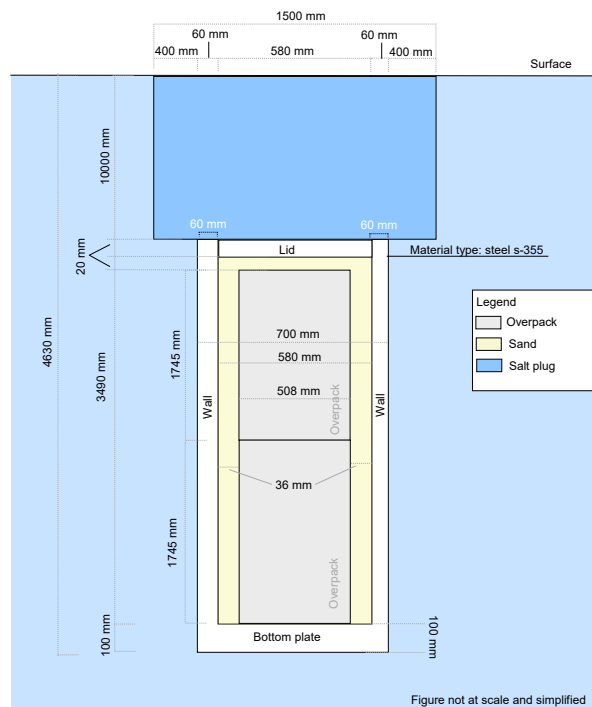 1500 mm
60 mm
60 mm
400 mm
580 mm
400 mm
Surface
10000 mm
60 mm
60 mm
20 mm
Lid
Material type: steel s-355
Legend
Overpack
Sand
Salt plug
4630 mm
3490 mm
1745 mm
700 mm
580 mm
508 mm
Wall
Wall
Overpack
36 mm
1745 mm
Overpack
100 mm
Bottom plate
100 mm
Figure not at scale and simplified